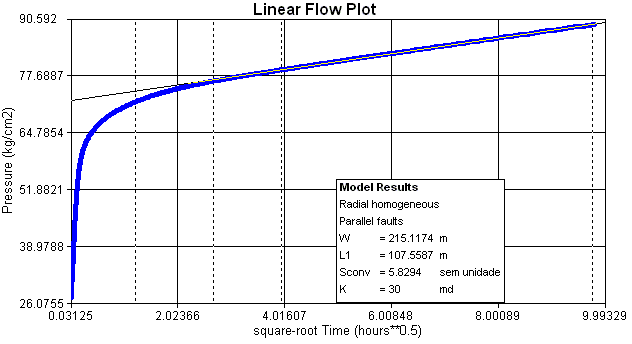 Linear Flow Plot
90.592
77.6887
64.7854
51.8821
38.9788
26.0755
Pressure (kg/cm2)
Model Results
Radial homogeneous
Parallel faults
W = 215.1174 m
L1 = 107.5587 m
Sconv = 5.8294 sem unidade
K = 30 md
0.03125 2.02366 4.01607 6.00848 8.00089 9.99329
square-root Time (hours**0.5)